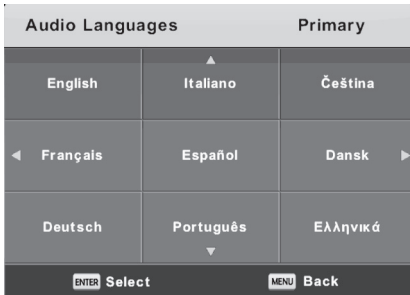 Audio Languages Primary
English Italiano Čeština
Français Español Dansk
Deutsch Português Ελληνικά
ENTER Select MENU Back